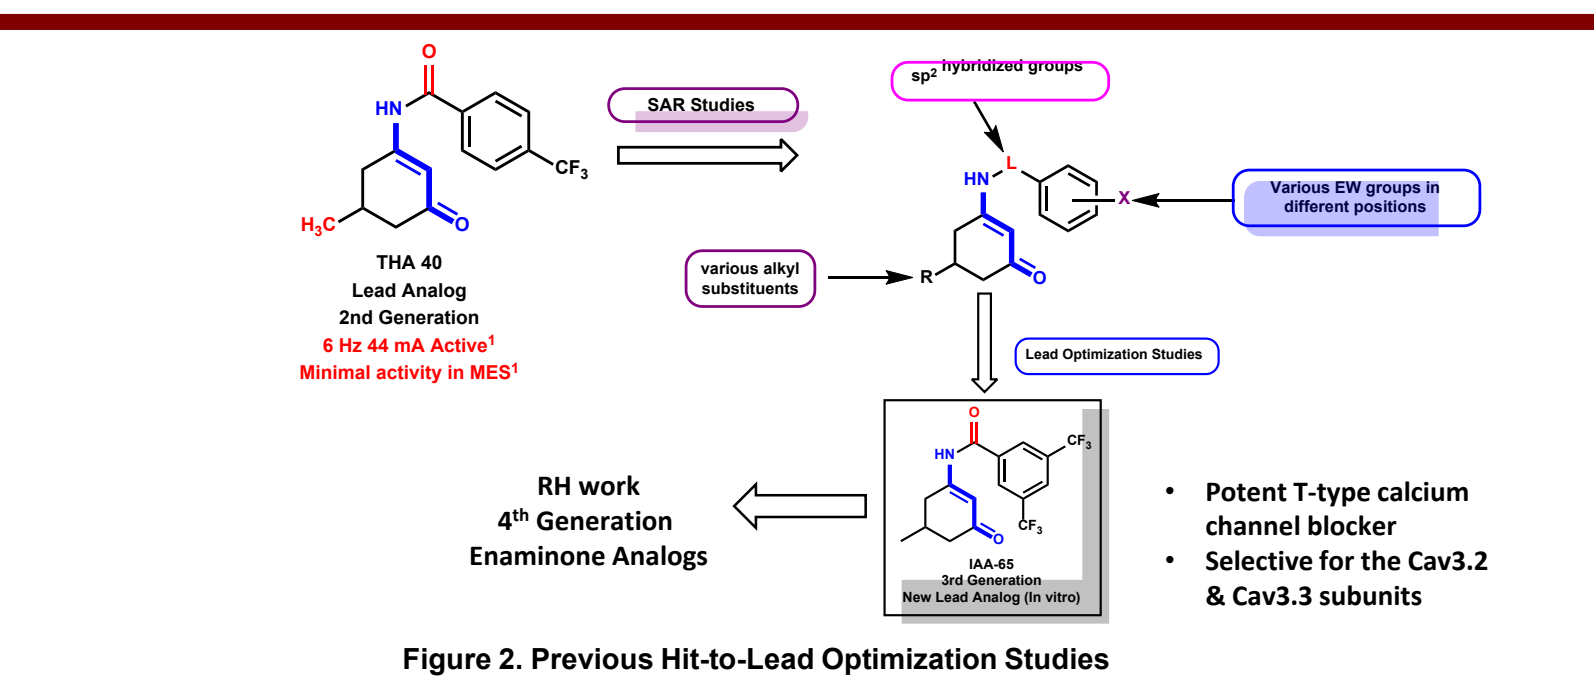 O
HN
CF3
H3C
O
THA 40
Lead Analog
2nd Generation
6 Hz 44 mA Active1
Minimal activity in MES1
SAR Studies
sp2 hybridized groups
L
HN
X
R
O
Various EW groups in
different positions
various alkyl
substituents
Lead Optimization Studies
O
HN
CF3
CF3
O
IAA-65
3rd Generation
New Lead Analog (In vitro)
RH work
4th Generation
Enaminone Analogs
• Potent T-type calcium
channel blocker
• Selective for the Cav3.2
& Cav3.3 subunits
Figure 2. Previous Hit-to-Lead Optimization Studies